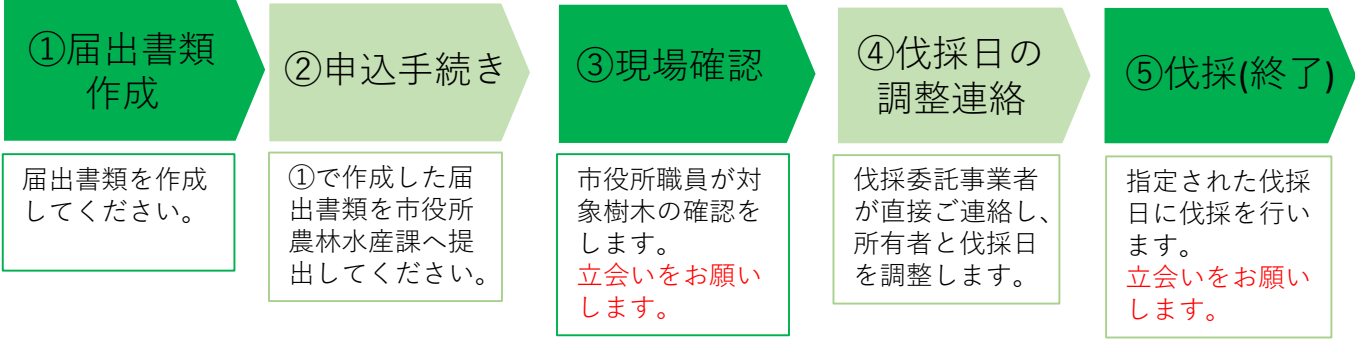 ①届出書類
作成
届出書類を作成
してください。
②申込手続き
①で作成した届
出書類を市役所
農林水産課へ提
出してください。
③現場確認
市役所職員が対
象樹木の確認を
します。
立会いをお願い
します。
④伐採日の
調整連絡
伐採委託事業者
が直接ご連絡し、
所有者と伐採日
を調整します。
⑤伐採(終了)
指定された伐採
日に伐採を行い
ます。
立会いをお願い
します。